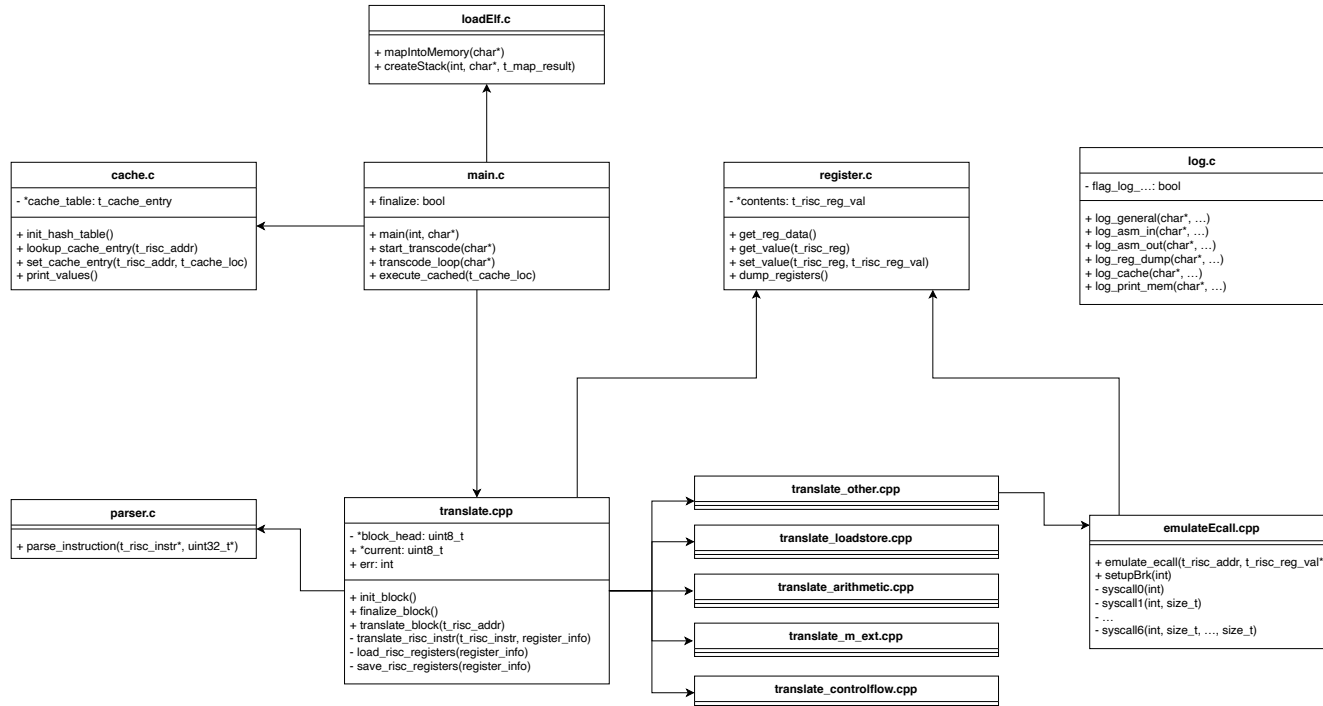 loadElf.c
+ mapIntoMemory(char*)
+ createStack(int, char*, t_map_result)
cache.c
- *cache_table: t_cache_entry
+ init_hash_table()
+ lookup_cache_entry(t_risc_addr)
+ set_cache_entry(t_risc_addr, t_cache_loc)
+ print_values()
main.c
+ finalize: bool
+ main(int, char*)
+ start_transcode(char*)
+ transcode_loop(char*)
+ execute_cached(t_cache_loc)
register.c
- *contents: t_risc_reg_val
+ get_reg_data()
+ get_value(t_risc_reg)
+ set_value(t_risc_reg, t_risc_reg_val)
+ dump_registers()
log.c
- flag_log_…: bool
+ log_general(char*, …)
+ log_asm_in(char*, …)
+ log_asm_out(char*, …)
+ log_reg_dump(char*, …)
+ log_cache(char*, …)
+ log_print_mem(char*, …)
parser.c
+ parse_instruction(t_risc_instr*, uint32_t*)
translate.cpp
- *block_head: uint8_t
+ *current: uint8_t
+ err: int
+ init_block()
+ finalize_block()
+ translate_block(t_risc_addr)
- translate_risc_instr(t_risc_instr, register_info)
- load_risc_registers(register_info)
- save_risc_registers(register_info)
translate_other.cpp
translate_loadstore.cpp
translate_arithmetic.cpp
translate_m_ext.cpp
translate_controlflow.cpp
emulateEcall.cpp
+ emulate_ecall(t_risc_addr, t_risc_reg_val*
+ setupBrk(int)
- syscall0(int)
- syscall1(int, size_t)
- …
- syscall6(int, size_t, …, size_t)